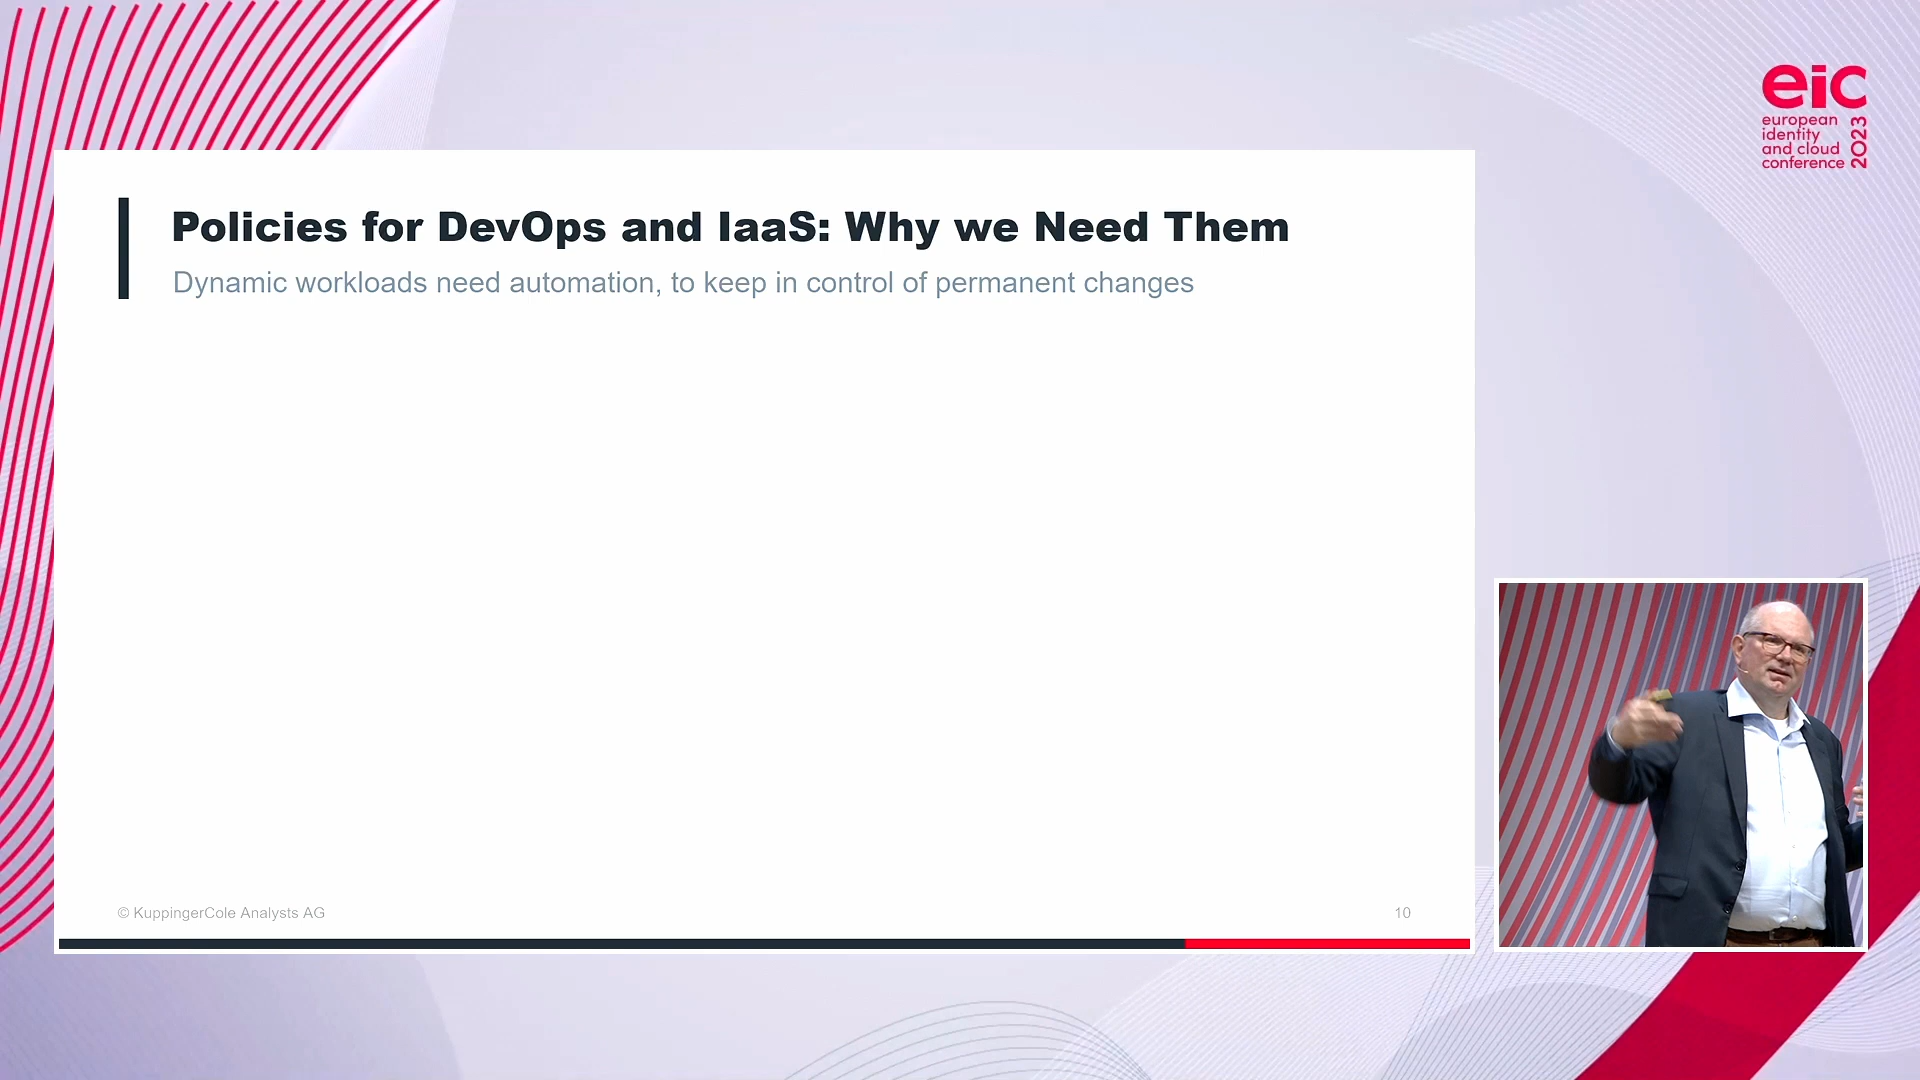 eic
european
identity
and cloud
conference
2023
Policies for DevOps and IaaS: Why we Need Them
Dynamic workloads need automation, to keep in control of permanent changes
© KuppingerCole Analysts AG
10